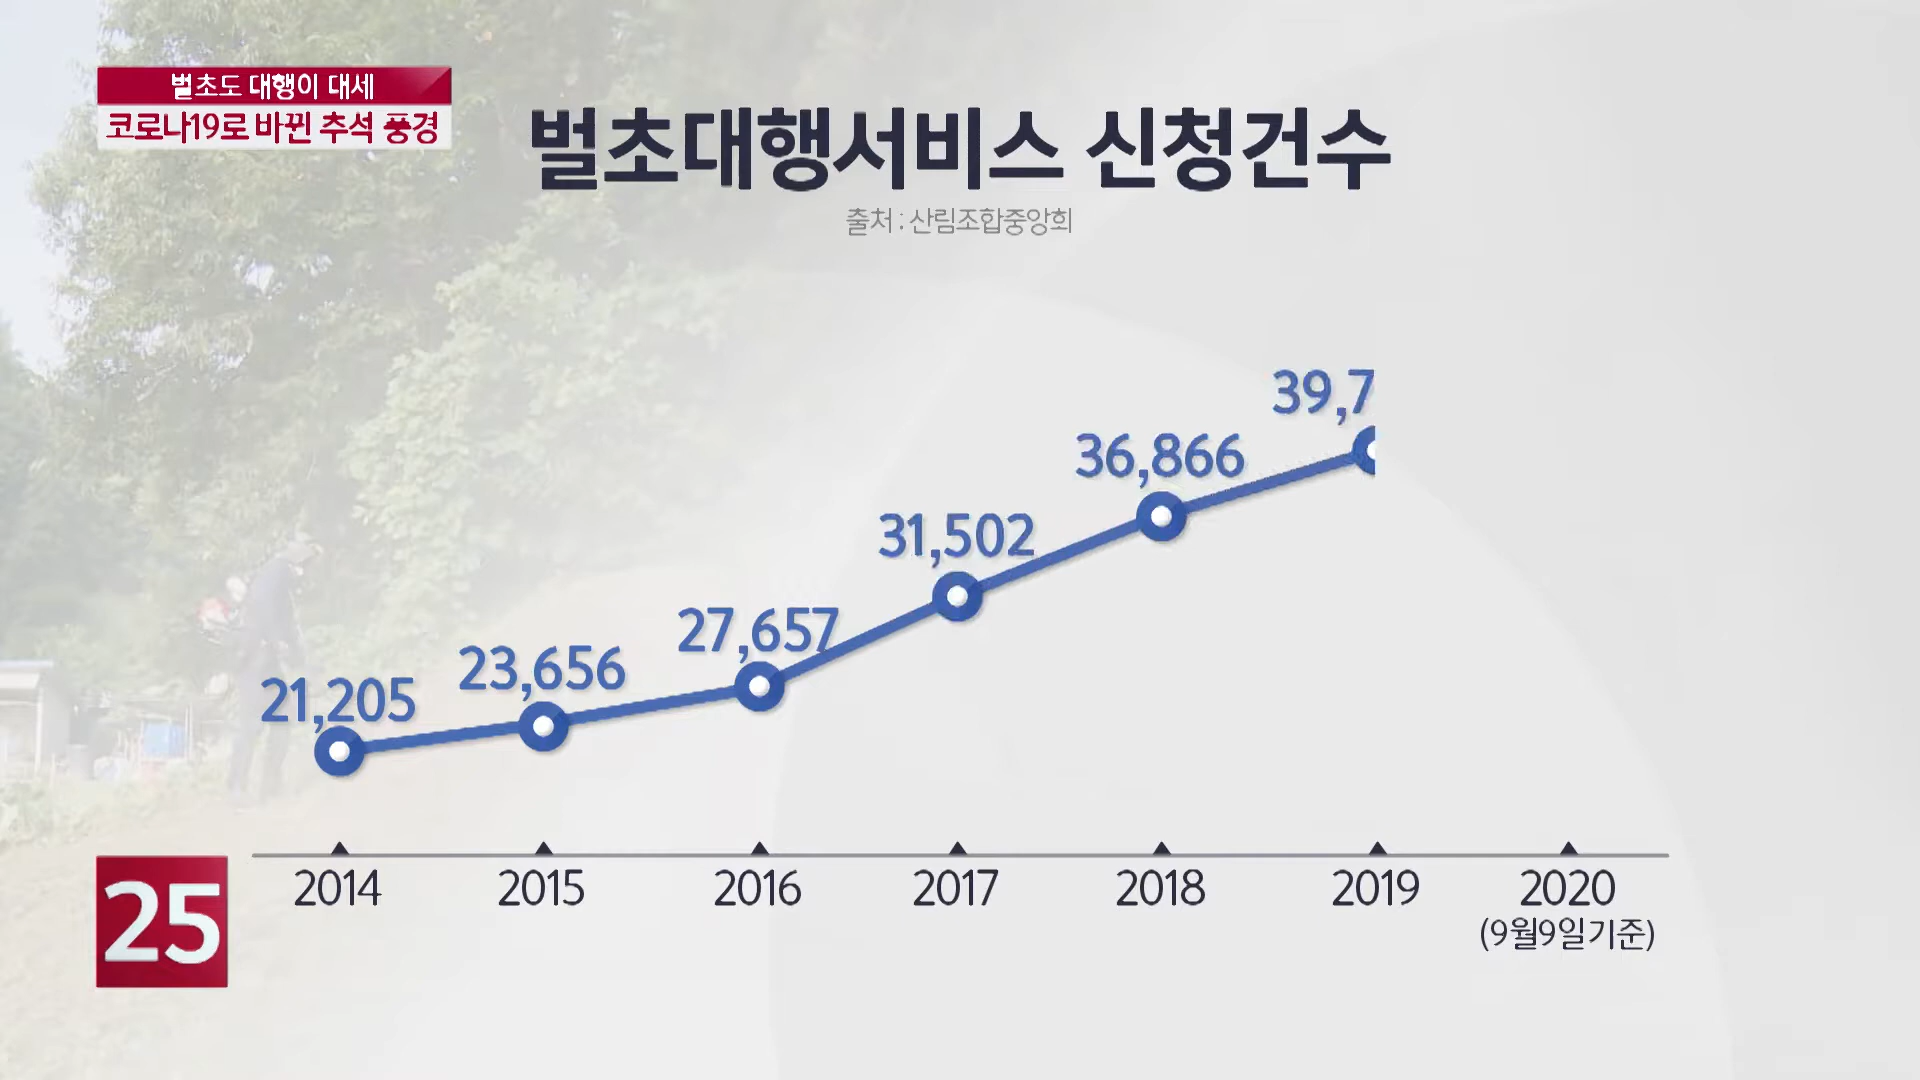 벌초도 대행이 대세
코로나19로 바뀐 추석 풍경
벌초대행서비스 신청건수
출처 : 산림조합중앙회
21,205
23,656
27,657
31,502
36,866
39,7
2014
2015
2016
2017
2018
2019
2020
(9월9일기준)
25